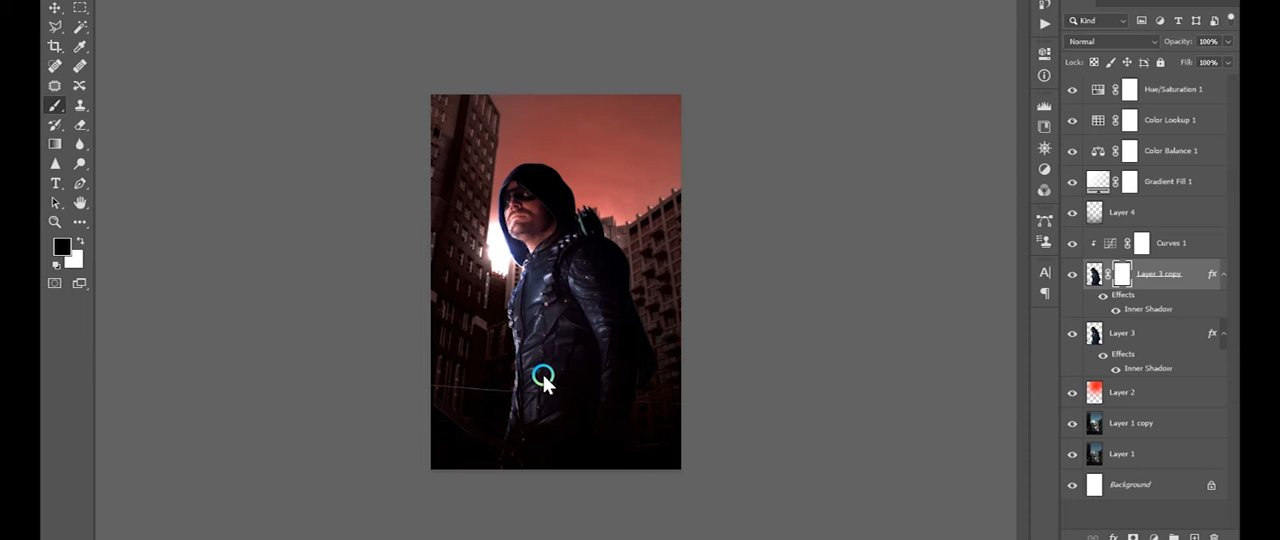 Kind
Normal
Opacity: 100%
Lock:
Fill: 100%
Hue/Saturation 1
Color Lookup 1
Color Balance 1
Gradient Fill 1
Layer 4
Curves 1
Layer 3 copy
fx
Effects
Inner Shadow
Layer 3
fx
Effects
Inner Shadow
Layer 2
Layer 1 copy
Layer 1
Background